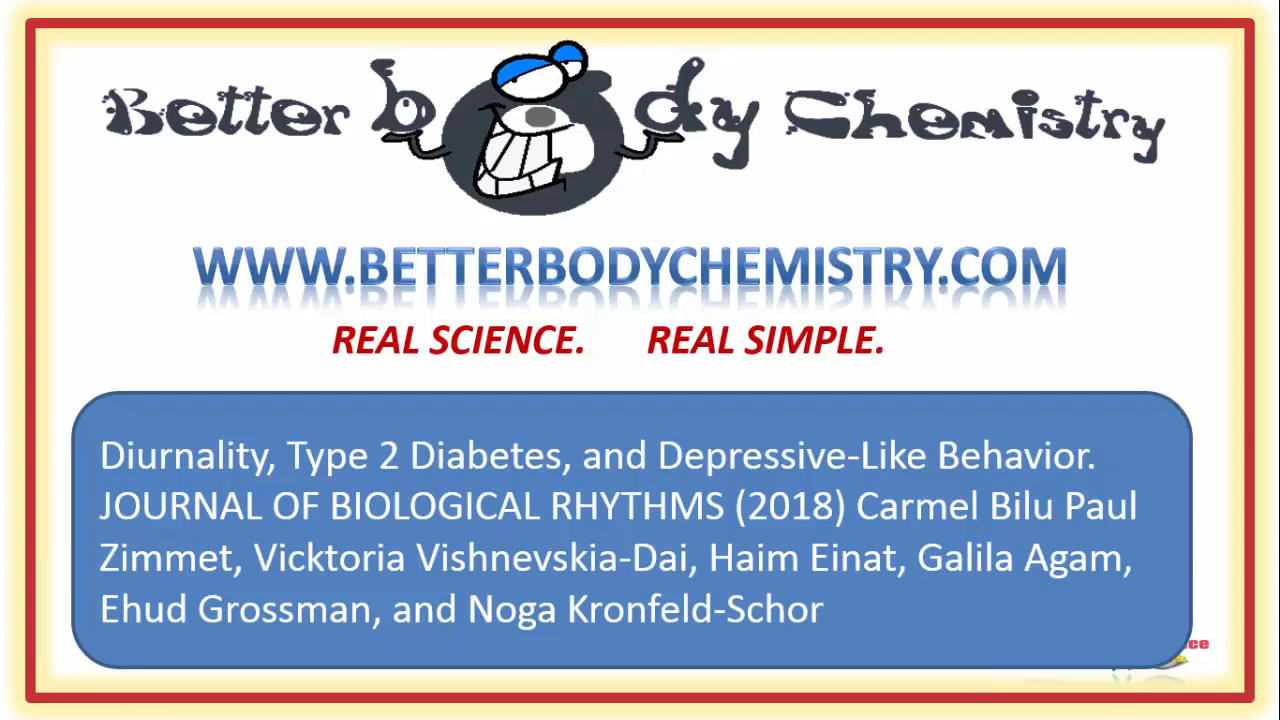 Better body Chemistry
WWW.BETTERBODYCHEMISTRY.COM
REAL SCIENCE. REAL SIMPLE.
Diurnality, Type 2 Diabetes, and Depressive-Like Behavior.
JOURNAL OF BIOLOGICAL RHYTHMS (2018) Carmel Bilu Paul
Zimmet, Vicktoria Vishnevskia-Dai, Haim Einat, Galila Agam,
Ehud Grossman, and Noga Kronfeld-Schor